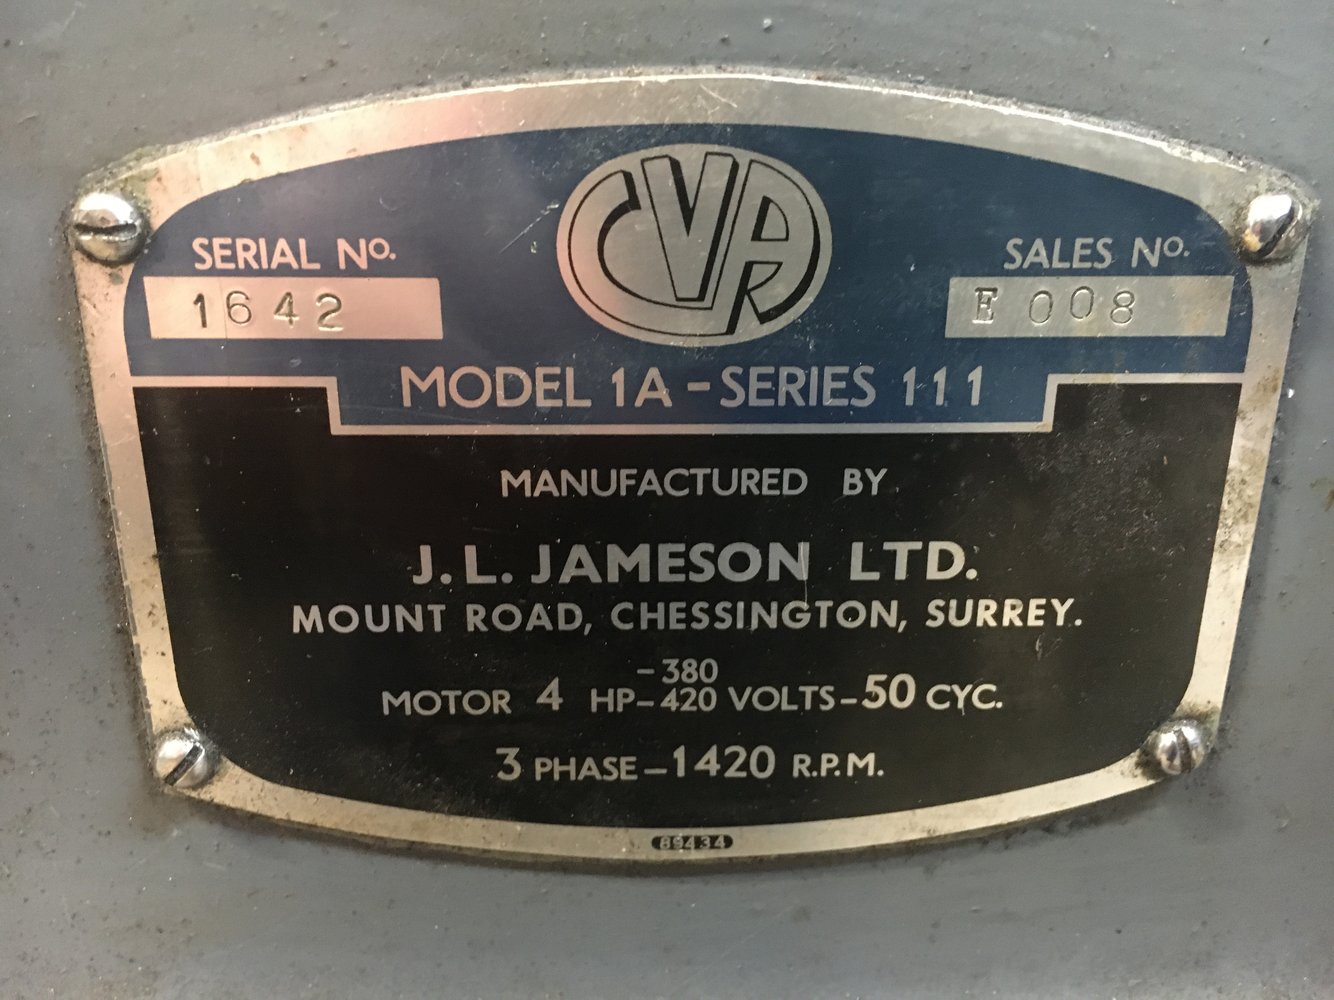 CVA
SERIAL No.
SALES No.
1642
E 008
MODEL 1A - SERIES 111
MANUFACTURED BY
J. L. JAMESON LTD.
MOUNT ROAD, CHESSINGTON, SURREY.
MOTOR 4 HP -380 -420 VOLTS - 50 CYC.
3 PHASE - 1420 R.P.M.
89434